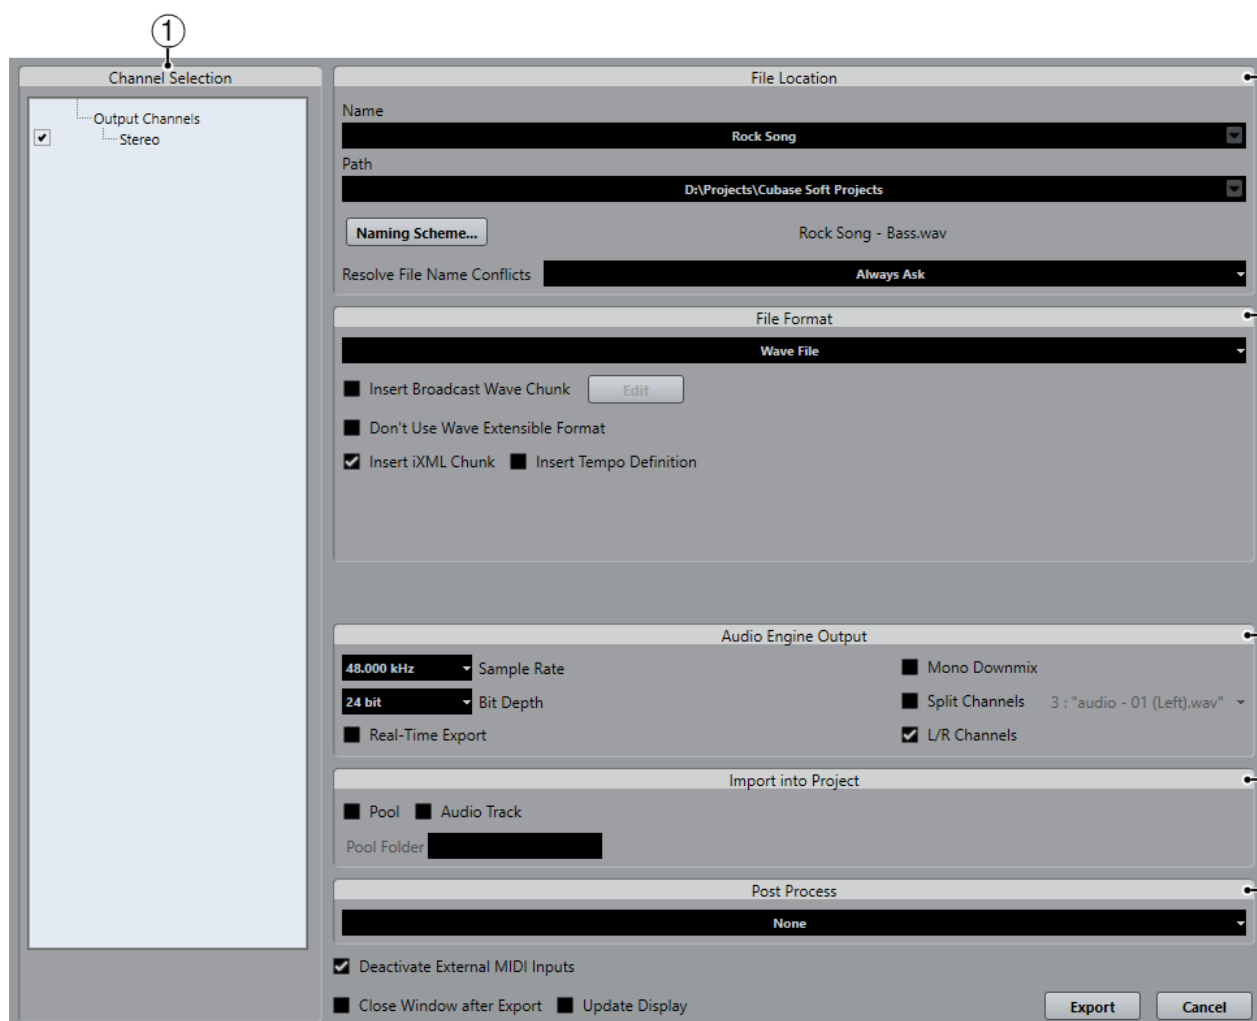 1
Channel Selection
Output Channels
Stereo
File Location
Name
Rock Song
Path
D:\Projects\Cubase Soft Projects
Naming Scheme... Rock Song - Bass.wav
Resolve File Name Conflicts Always Ask
File Format
Wave File
Insert Broadcast Wave Chunk Edit
Don't Use Wave Extensible Format
Insert iXML Chunk Insert Tempo Definition
Audio Engine Output
48.000 kHz Sample Rate Mono Downmix
24 bit Bit Depth Split Channels 3 : "audio - 01 (Left).wav"
Real-Time Export L/R Channels
Import into Project
Pool Audio Track
Pool Folder
Post Process
None
Deactivate External MIDI Inputs
Close Window after Export Update Display Export Cancel